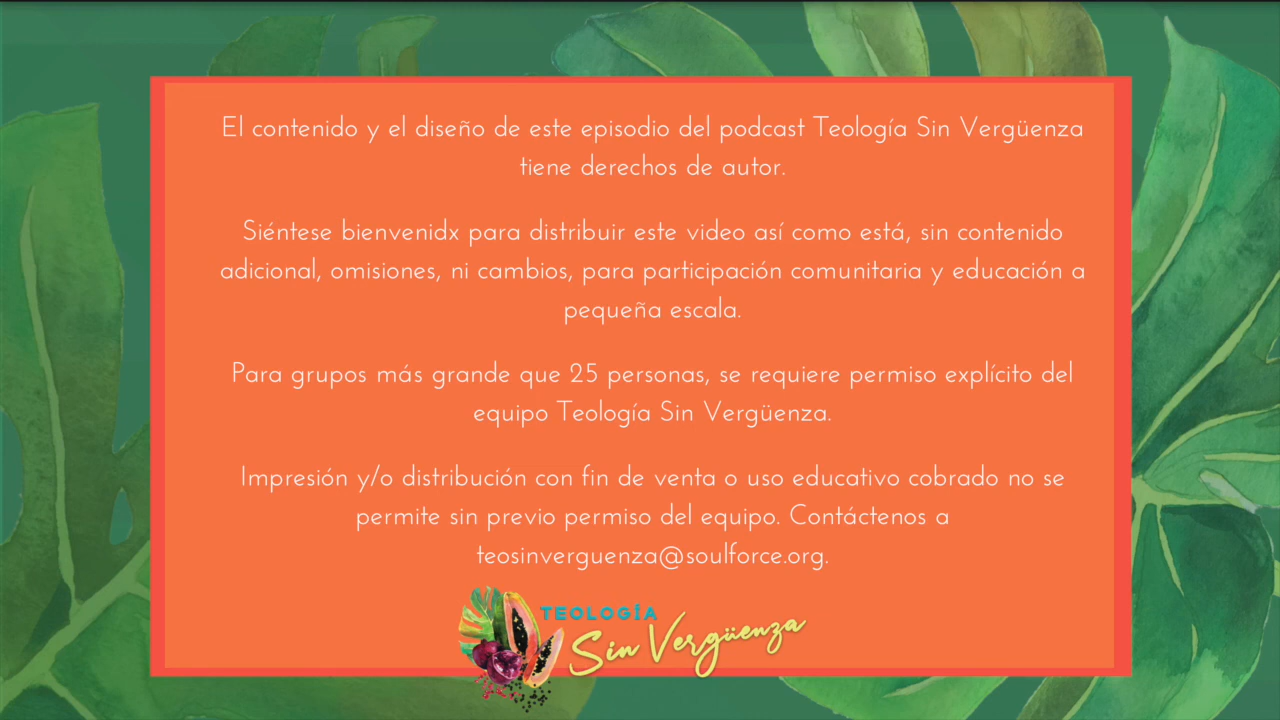 El contenido y el diseño de este episodio del podcast Teología Sin Vergüenza
tiene derechos de autor.
Siéntese bienvenidx para distribuir este video así como está, sin contenido
adicional, omisiones, ni cambios, para participación comunitaria y educación a
pequeña escala.
Para grupos más grande que 25 personas, se requiere permiso explícito del
equipo Teología Sin Vergüenza.
Impresión y/o distribución con fin de venta o uso educativo cobrado no se
permite sin previo permiso del equipo. Contáctenos a
teosinverguenza@soulforce.org.
TEOLOGÍA
Sin Vergüenza